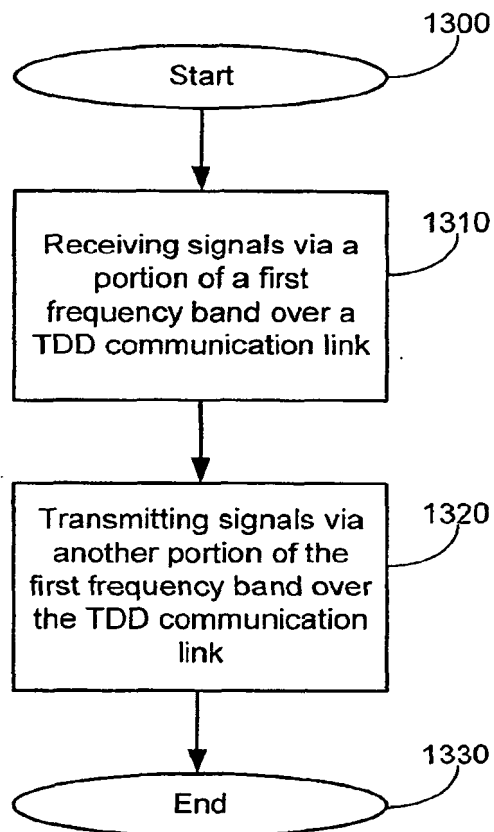 1300
Start
1310
Receiving signals via a
portion of a first
frequency band over a
TDD communication link
1320
Transmitting signals via
another portion of the
first frequency band over
the TDD communication
link
1330
End